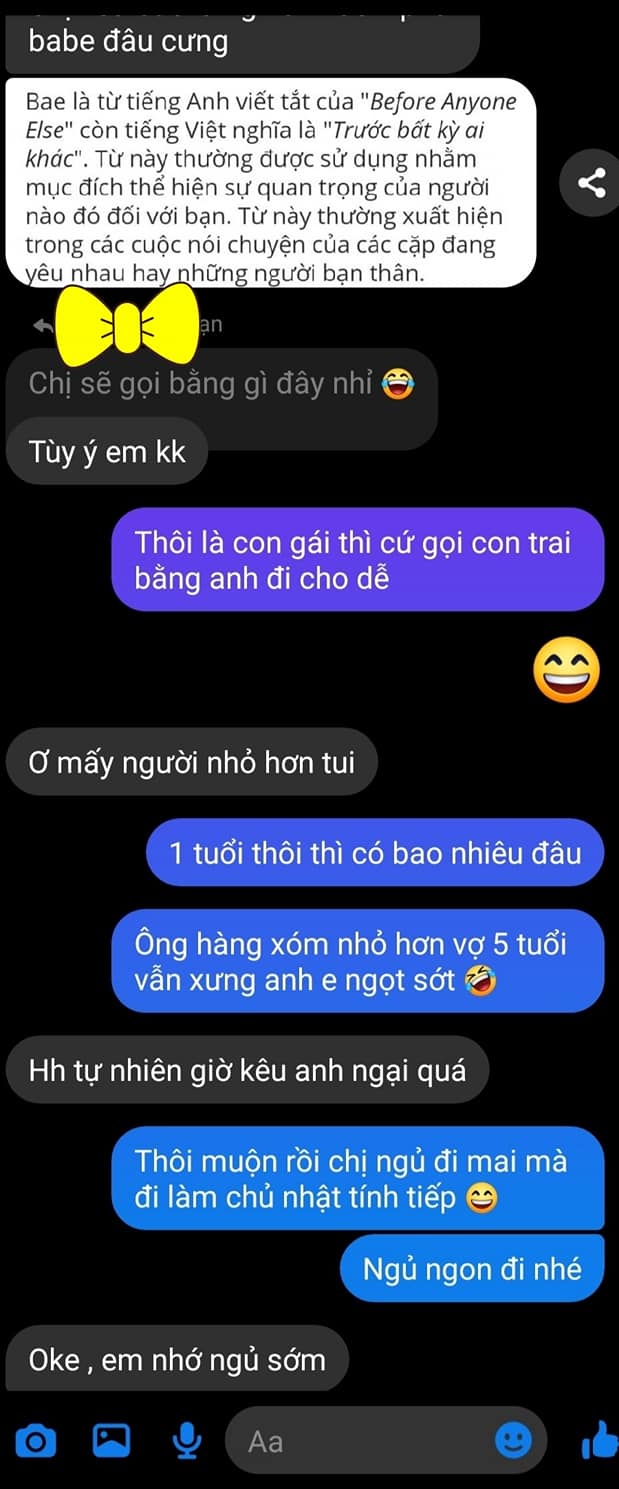 babe đâu cưng
Bae là từ tiếng Anh viết tắt của "Before Anyone
Else" còn tiếng Việt nghĩa là "Trước bất kỳ ai
khác". Từ này thường được sử dụng nhằm
mục đích thể hiện sự quan trọng của người
nào đó đối với bạn. Từ này thường xuất hiện
trong các cuộc nói chuyện của các cặp đang
yêu nhau hay những người bạn thân.
Chị sẽ gọi bằng gì đây nhỉ 😂
Tùy ý em kk
Thôi là con gái thì cứ gọi con trai
bằng anh đi cho dễ
😄
Ơ mấy người nhỏ hơn tui
1 tuổi thôi thì có bao nhiêu đâu
Ông hàng xóm nhỏ hơn vợ 5 tuổi
vẫn xưng anh e ngọt sớt 🤣
Hh tự nhiên giờ kêu anh ngại quá
Thôi muộn rồi chị ngủ đi mai mà
đi làm chủ nhật tính tiếp 😄
Ngủ ngon đi nhé
Oke , em nhớ ngủ sớm
Aa